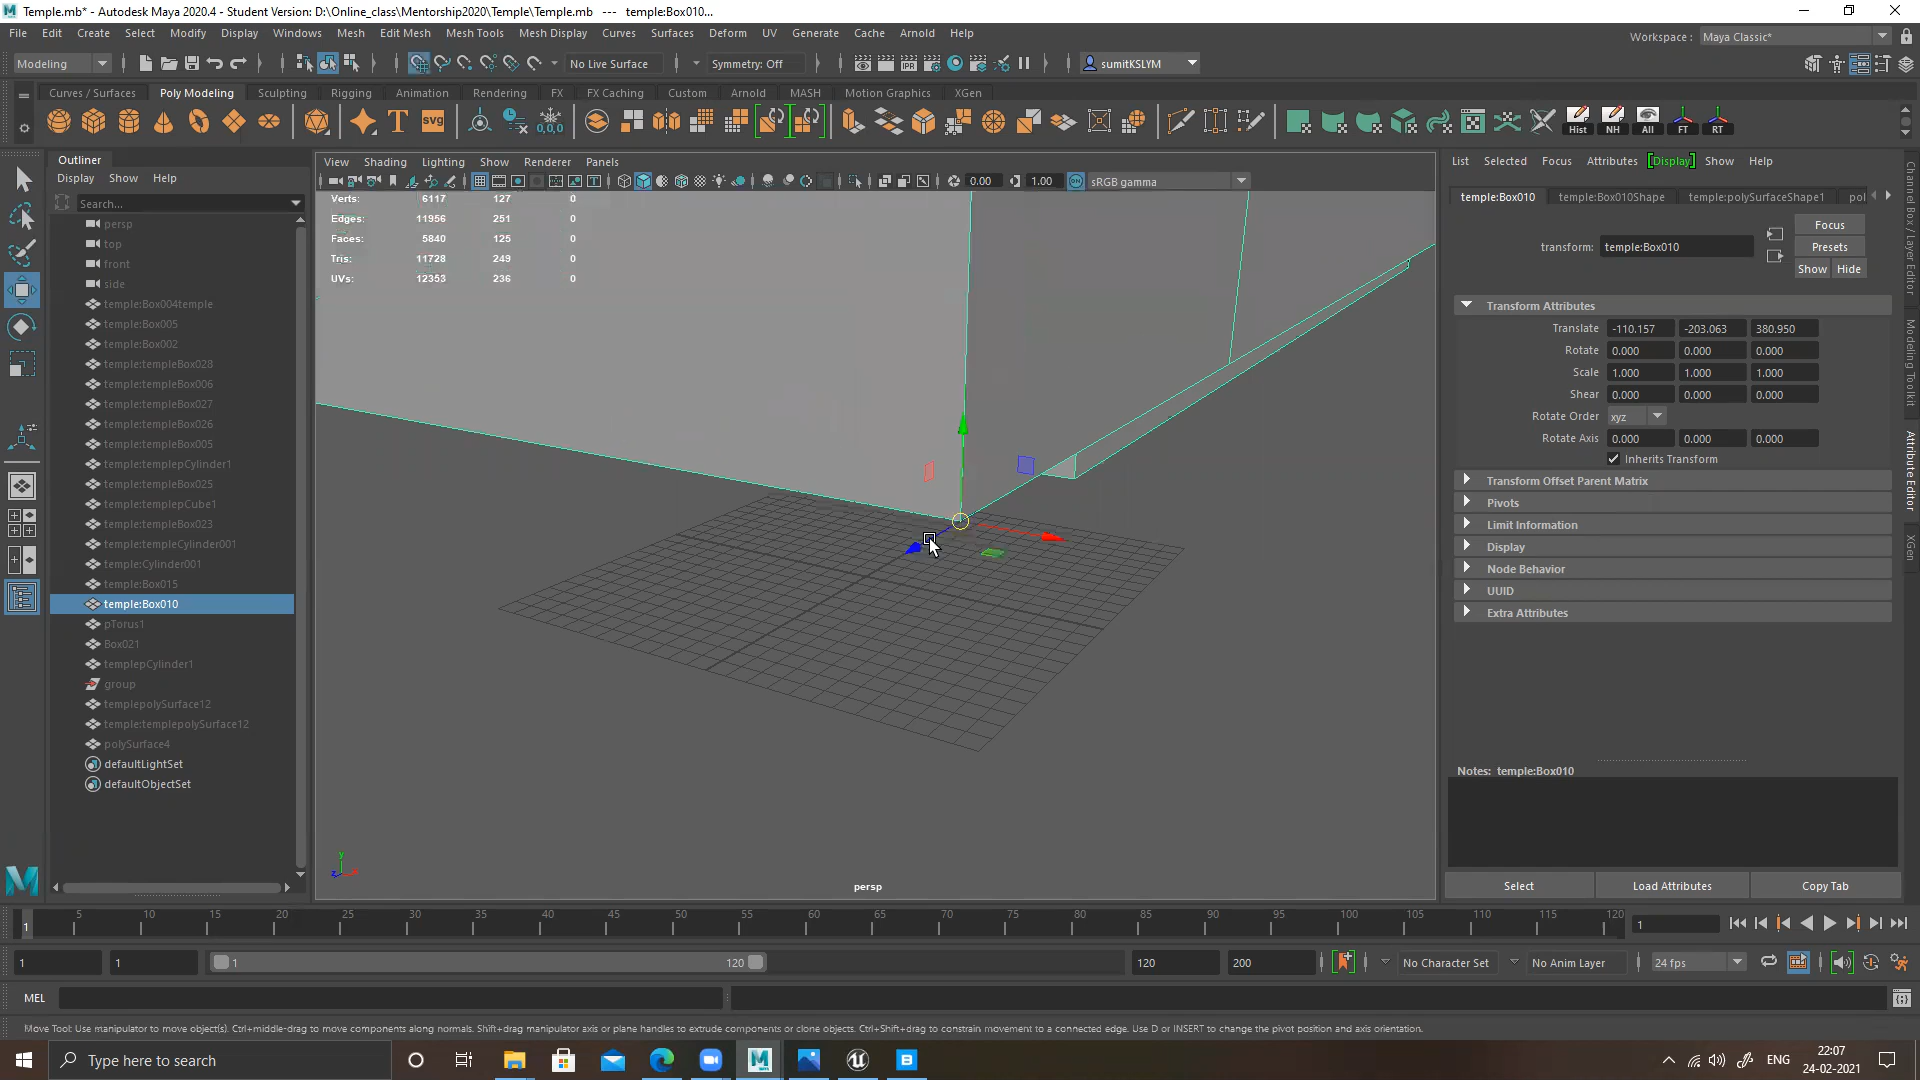 Temple.mb* - Autodesk Maya 2020.4 - Student Version: D:\Online_class\Mentorship2020\Temple\Temple.mb   ---   temple:Box010...
File Edit Create Select Modify Display Windows Mesh Edit Mesh Mesh Tools Mesh Display Curves Surfaces Deform UV Generate Cache Arnold Help
Workspace : Maya Classic*
Modeling No Live Surface Symmetry: Off IPR sumitKSLYM
Curves / Surfaces Poly Modeling Sculpting Rigging Animation Rendering FX FX Caching Custom Arnold MASH Motion Graphics XGen
T svg 0,0,0 Hist NH All FT RT
Outliner
Display Show Help
Search...
persp
top
front
side
temple:Box004temple
temple:Box005
temple:Box002
temple:templeBox028
temple:templeBox006
temple:templeBox027
temple:templeBox026
temple:templeBox005
temple:templepCylinder1
temple:templeBox025
temple:templepCube1
temple:templeBox023
temple:templeCylinder001
temple:Cylinder001
temple:Box015
temple:Box010
pTorus1
Box021
templepCylinder1
group
templepolySurface12
temple:templepolySurface12
polySurface4
defaultLightSet
defaultObjectSet
View Shading Lighting Show Renderer Panels
0.00 1.00 ON sRGB gamma
Verts: 6117 127 0
Edges: 11956 251 0
Faces: 5840 125 0
Tris: 11728 249 0
UVs: 12353 236 0
y
z x
persp
List Selected Focus Attributes [Display] Show Help
temple:Box010 temple:Box010Shape temple:polySurfaceShape1 pol
Focus
transform: temple:Box010 Presets
Show Hide
Transform Attributes
Translate -110.157 -203.063 380.950
Rotate 0.000 0.000 0.000
Scale 1.000 1.000 1.000
Shear 0.000 0.000 0.000
Rotate Order xyz
Rotate Axis 0.000 0.000 0.000
Inherits Transform
Transform Offset Parent Matrix
Pivots
Limit Information
Display
Node Behavior
UUID
Extra Attributes
Notes: temple:Box010
Select Load Attributes Copy Tab
Channel Box / Layer Editor
Modeling Toolkit
Attribute Editor
XGen
1 5 10 15 20 25 30 35 40 45 50 55 60 65 70 75 80 85 90 95 100 105 110 115 120 1
1 1 1 120 120 200 No Character Set No Anim Layer 24 fps
MEL
Move Tool: Use manipulator to move object(s). Ctrl+middle-drag to move components along normals. Shift+drag manipulator axis or plane handles to extrude components or clone objects. Ctrl+Shift+drag to constrain movement to a connected edge. Use D or INSERT to change the pivot position and axis orientation.
Type here to search
ENG
22:07
24-02-2021